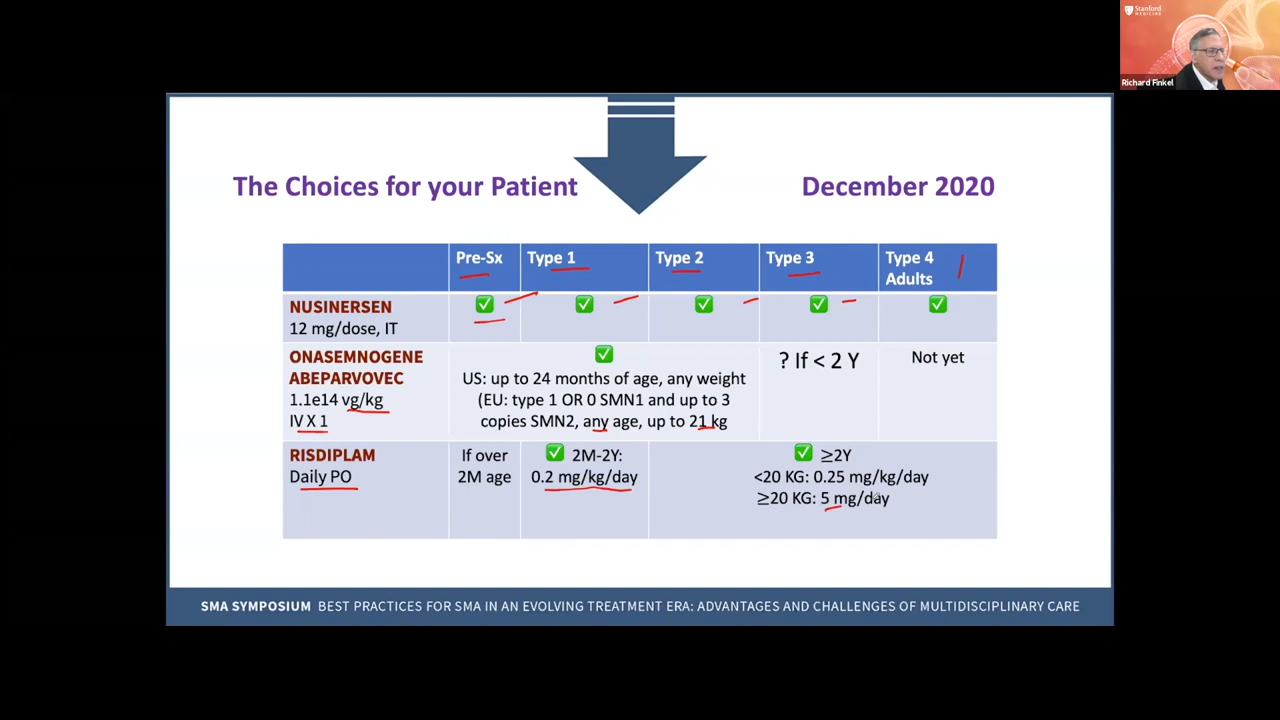 Stanford
MEDICINE
Richard Finkel
The Choices for your Patient
December 2020
Pre-Sx
Type 1
Type 2
Type 3
Type 4
Adults
NUSINERSEN
12 mg/dose, IT
✅
✅
✅
✅
✅
ONASEMNOGENE
ABEPARVOVEC
1.1e14 vg/kg
IV X 1
✅
US: up to 24 months of age, any weight
(EU: type 1 OR 0 SMN1 and up to 3
copies SMN2, any age, up to 21 kg
? If < 2 Y
Not yet
RISDIPLAM
Daily PO
If over
2M age
✅ 2M-2Y:
0.2 mg/kg/day
✅ ≥2Y
<20 KG: 0.25 mg/kg/day
≥20 KG: 5 mg/day
SMA SYMPOSIUM BEST PRACTICES FOR SMA IN AN EVOLVING TREATMENT ERA: ADVANTAGES AND CHALLENGES OF MULTIDISCIPLINARY CARE